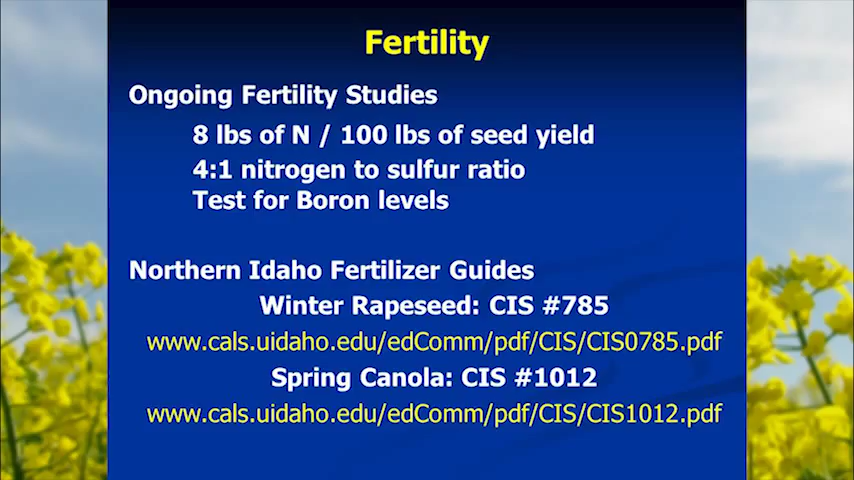 Fertility
Ongoing Fertility Studies
8 lbs of N / 100 lbs of seed yield
4:1 nitrogen to sulfur ratio
Test for Boron levels
Northern Idaho Fertilizer Guides
Winter Rapeseed: CIS #785
www.cals.uidaho.edu/edComm/pdf/CIS/CIS0785.pdf
Spring Canola: CIS #1012
www.cals.uidaho.edu/edComm/pdf/CIS/CIS1012.pdf